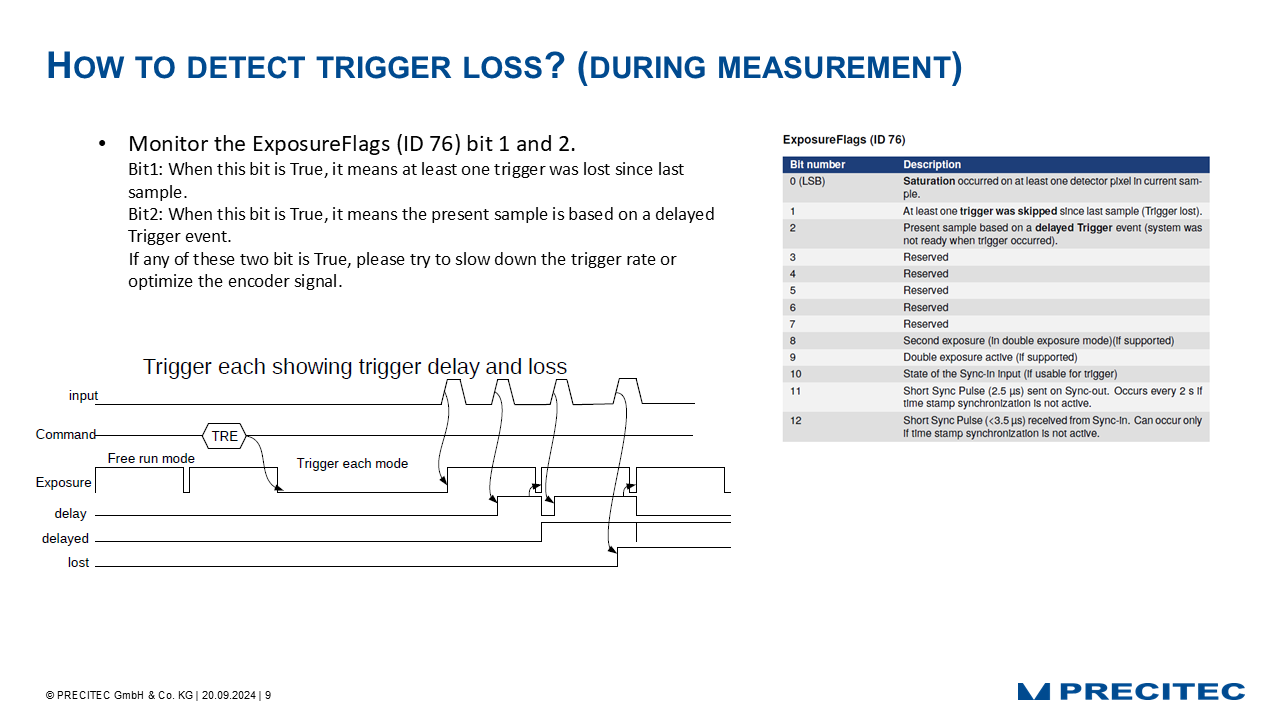 HOW TO DETECT TRIGGER LOSS? (DURING MEASUREMENT)
• Monitor the ExposureFlags (ID 76) bit 1 and 2.
Bit1: When this bit is True, it means at least one trigger was lost since last
sample.
Bit2: When this bit is True, it means the present sample is based on a delayed
Trigger event.
If any of these two bit is True, please try to slow down the trigger rate or
optimize the encoder signal.
ExposureFlags (ID 76)
Bit number Description
0 (LSB) Saturation occurred on at least one detector pixel in current sam-
ple.
1 At least one trigger was skipped since last sample (Trigger lost).
2 Present sample based on a delayed Trigger event (system was
not ready when trigger occurred).
3 Reserved
4 Reserved
5 Reserved
6 Reserved
7 Reserved
8 Second exposure (in double exposure mode)(if supported)
9 Double exposure active (if supported)
10 State of the Sync-in input (if usable for trigger)
11 Short Sync Pulse (2.5 µs) sent on Sync-out. Occurs every 2 s if
time stamp synchronization is not active.
12 Short Sync Pulse (<3.5 µs) received from Sync-in. Can occur only
if time stamp synchronization is not active.
Trigger each showing trigger delay and loss
input
Command
TRE
Free run mode
Trigger each mode
Exposure
delay
delayed
lost
© PRECITEC GmbH & Co. KG | 20.09.2024 | 9
PRECITEC